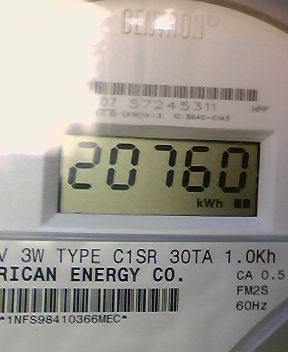 CENTRON®
07 57245311
20760
kWh
V 3W TYPE C1SR 30TA 1.0Kh
RICAN ENERGY CO. CA 0.5
FM2S
60Hz
*1NFS98410366MEC*